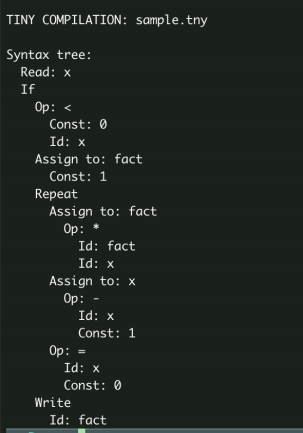 TINY COMPILATION: sample.tny
Syntax tree:
  Read: x
  If
    Op: <
      Const: 0
      Id: x
    Assign to: fact
      Const: 1
    Repeat
      Assign to: fact
        Op: *
          Id: fact
          Id: x
      Assign to: x
        Op: -
          Id: x
          Const: 1
      Op: =
        Id: x
        Const: 0
    Write
      Id: fact